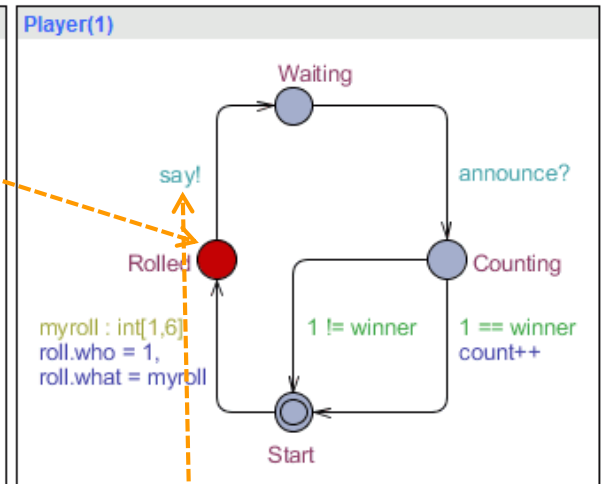 Player(1)
Waiting
say!
announce?
Rolled
Counting
myroll : int[1,6]
roll.who = 1,
roll.what = myroll
1 != winner
1 == winner
count++
Start